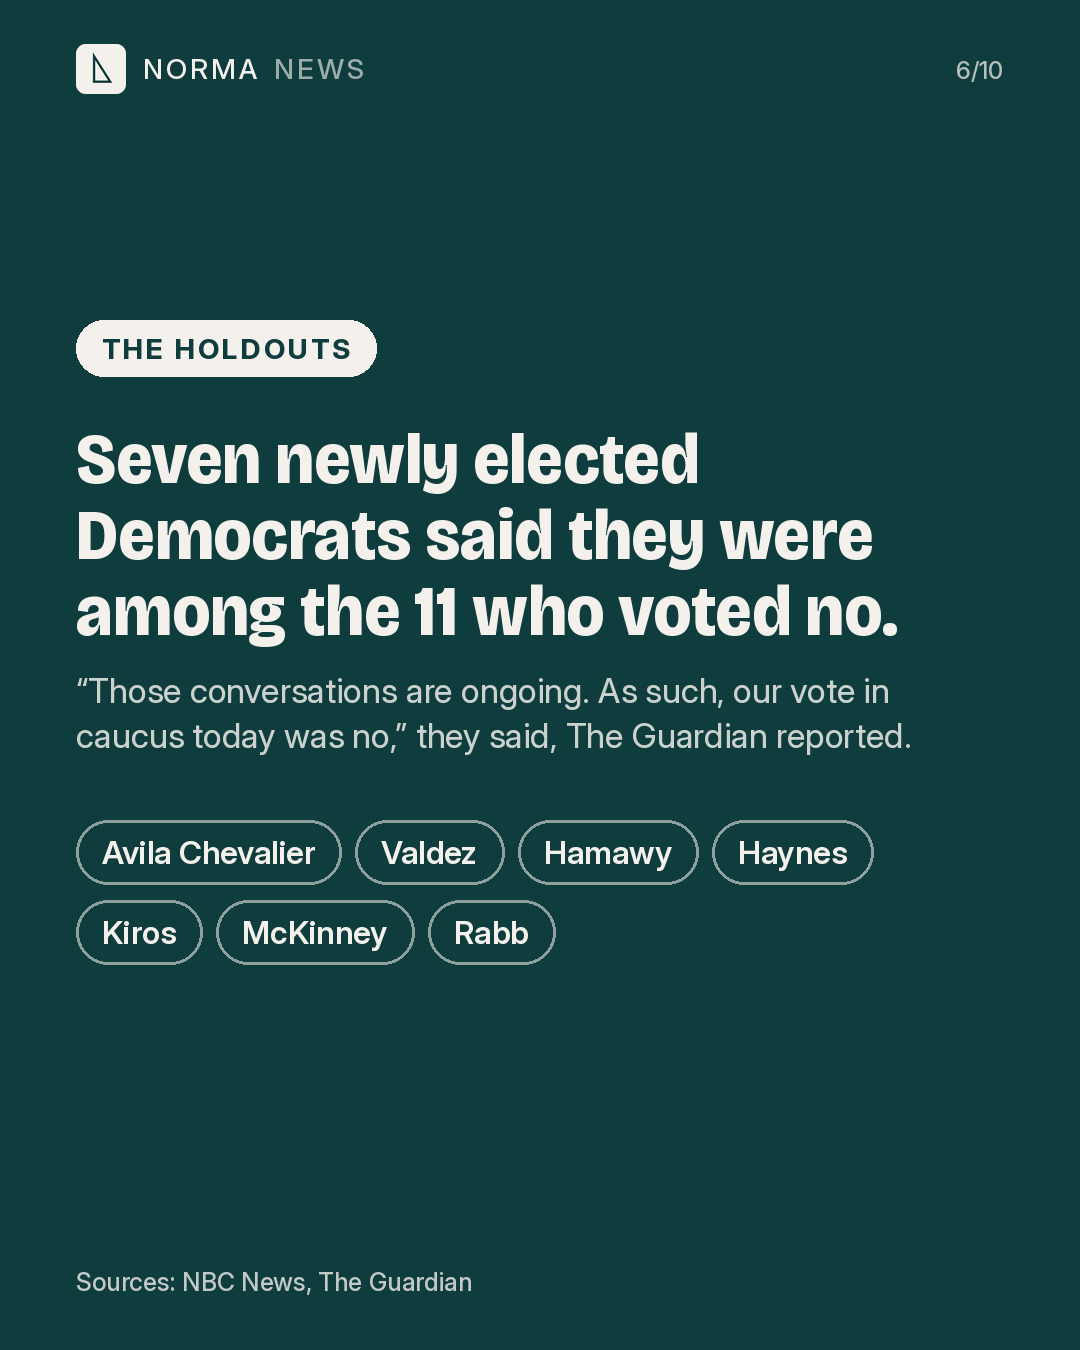 NORMA NEWS
6/10
THE HOLDOUTS
Seven newly elected
Democrats said they were
among the 11 who voted no.
“Those conversations are ongoing. As such, our vote in
caucus today was no,” they said, The Guardian reported.
Avila Chevalier Valdez Hamawy Haynes
Kiros McKinney Rabb
Sources: NBC News, The Guardian